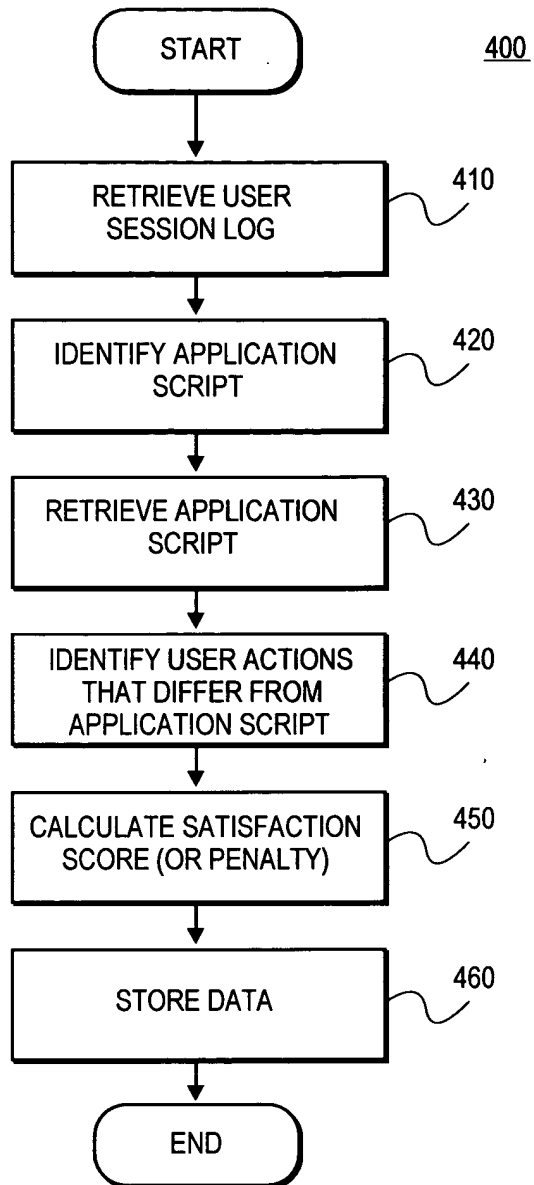 START
400
RETRIEVE USER
SESSION LOG
410
IDENTIFY APPLICATION
SCRIPT
420
RETRIEVE APPLICATION
SCRIPT
430
IDENTIFY USER ACTIONS
THAT DIFFER FROM
APPLICATION SCRIPT
440
CALCULATE SATISFACTION
SCORE (OR PENALTY)
450
STORE DATA
460
END